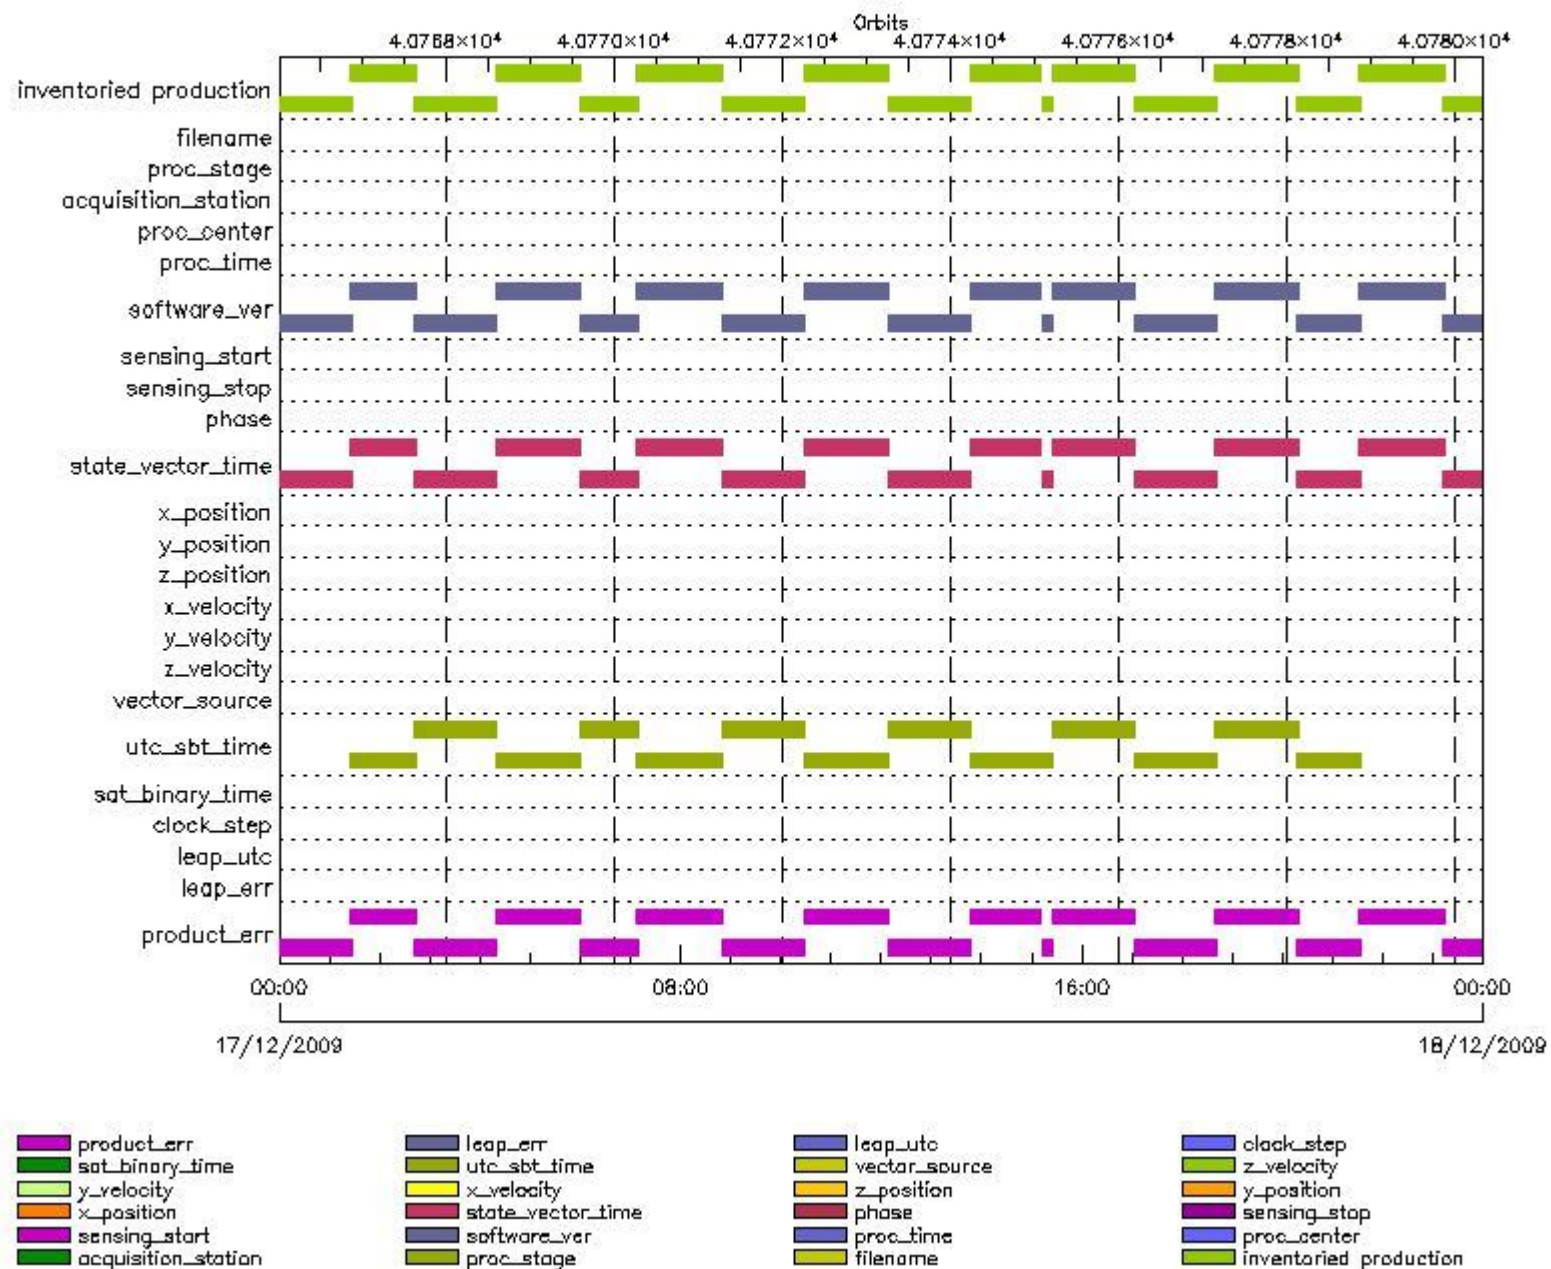 Orbits
4.0768×10⁴ 4.0770×10⁴ 4.0772×10⁴ 4.0774×10⁴ 4.0776×10⁴ 4.0778×10⁴ 4.0780×10⁴
inventoried production
filename
proc_stage
acquisition_station
proc_center
proc_time
software_ver
sensing_start
sensing_stop
phase
state_vector_time
x_position
y_position
z_position
x_velocity
y_velocity
z_velocity
vector_source
utc_sbt_time
sat_binary_time
clock_step
leap_utc
leap_err
product_err
00:00 08:00 16:00 00:00
17/12/2009 18/12/2009
product_err leap_err leap_utc clock_step
sat_binary_time utc_sbt_time vector_source z_velocity
y_velocity x_velocity z_position y_position
x_position state_vector_time phase sensing_stop
sensing_start software_ver proc_time proc_center
acquisition_station proc_stage filename inventoried production